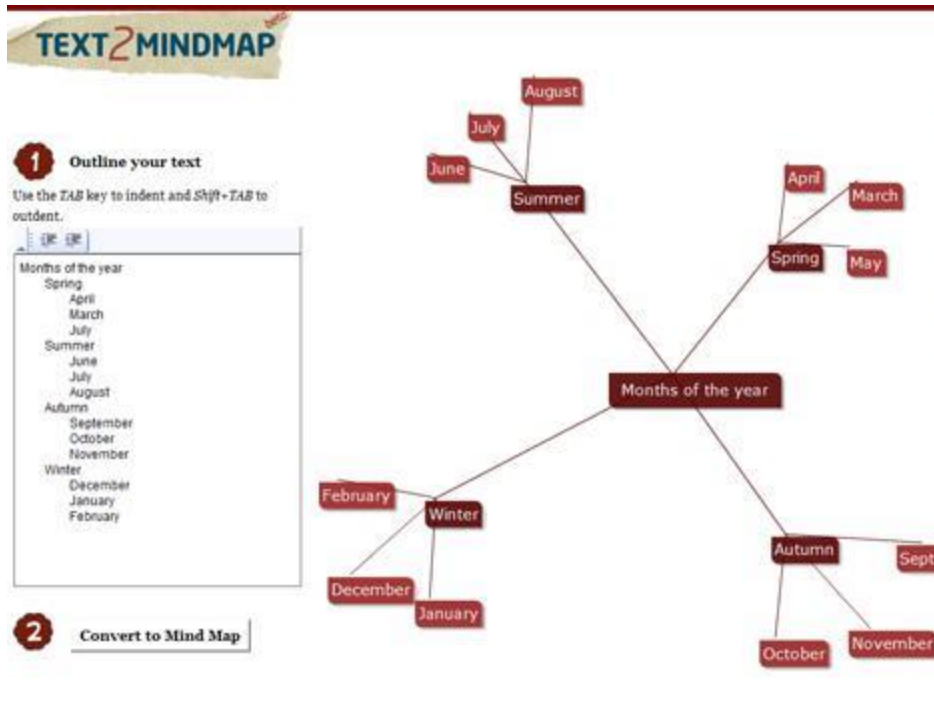 TEXT2MINDMAP
beta
1 Outline your text
Use the TAB key to indent and Shift+TAB to
outdent.
Months of the year
Spring
April
March
July
Summer
June
July
August
Autumn
September
October
November
Winter
December
January
February
2 Convert to Mind Map
August
July
June
Summer
April
March
Spring
May
Months of the year
February
Winter
December
January
Autumn
Sept
October
November